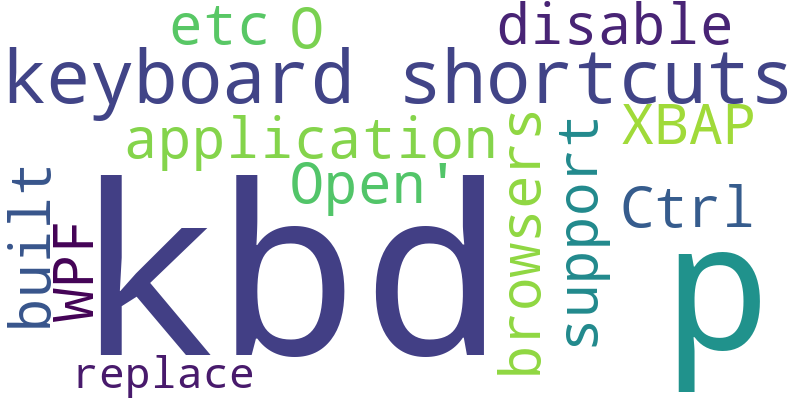 etc O disable
keyboard shortcuts
application XBAP
Open' Ctrl
built
WPF
kbd
browsers
support
p
replace